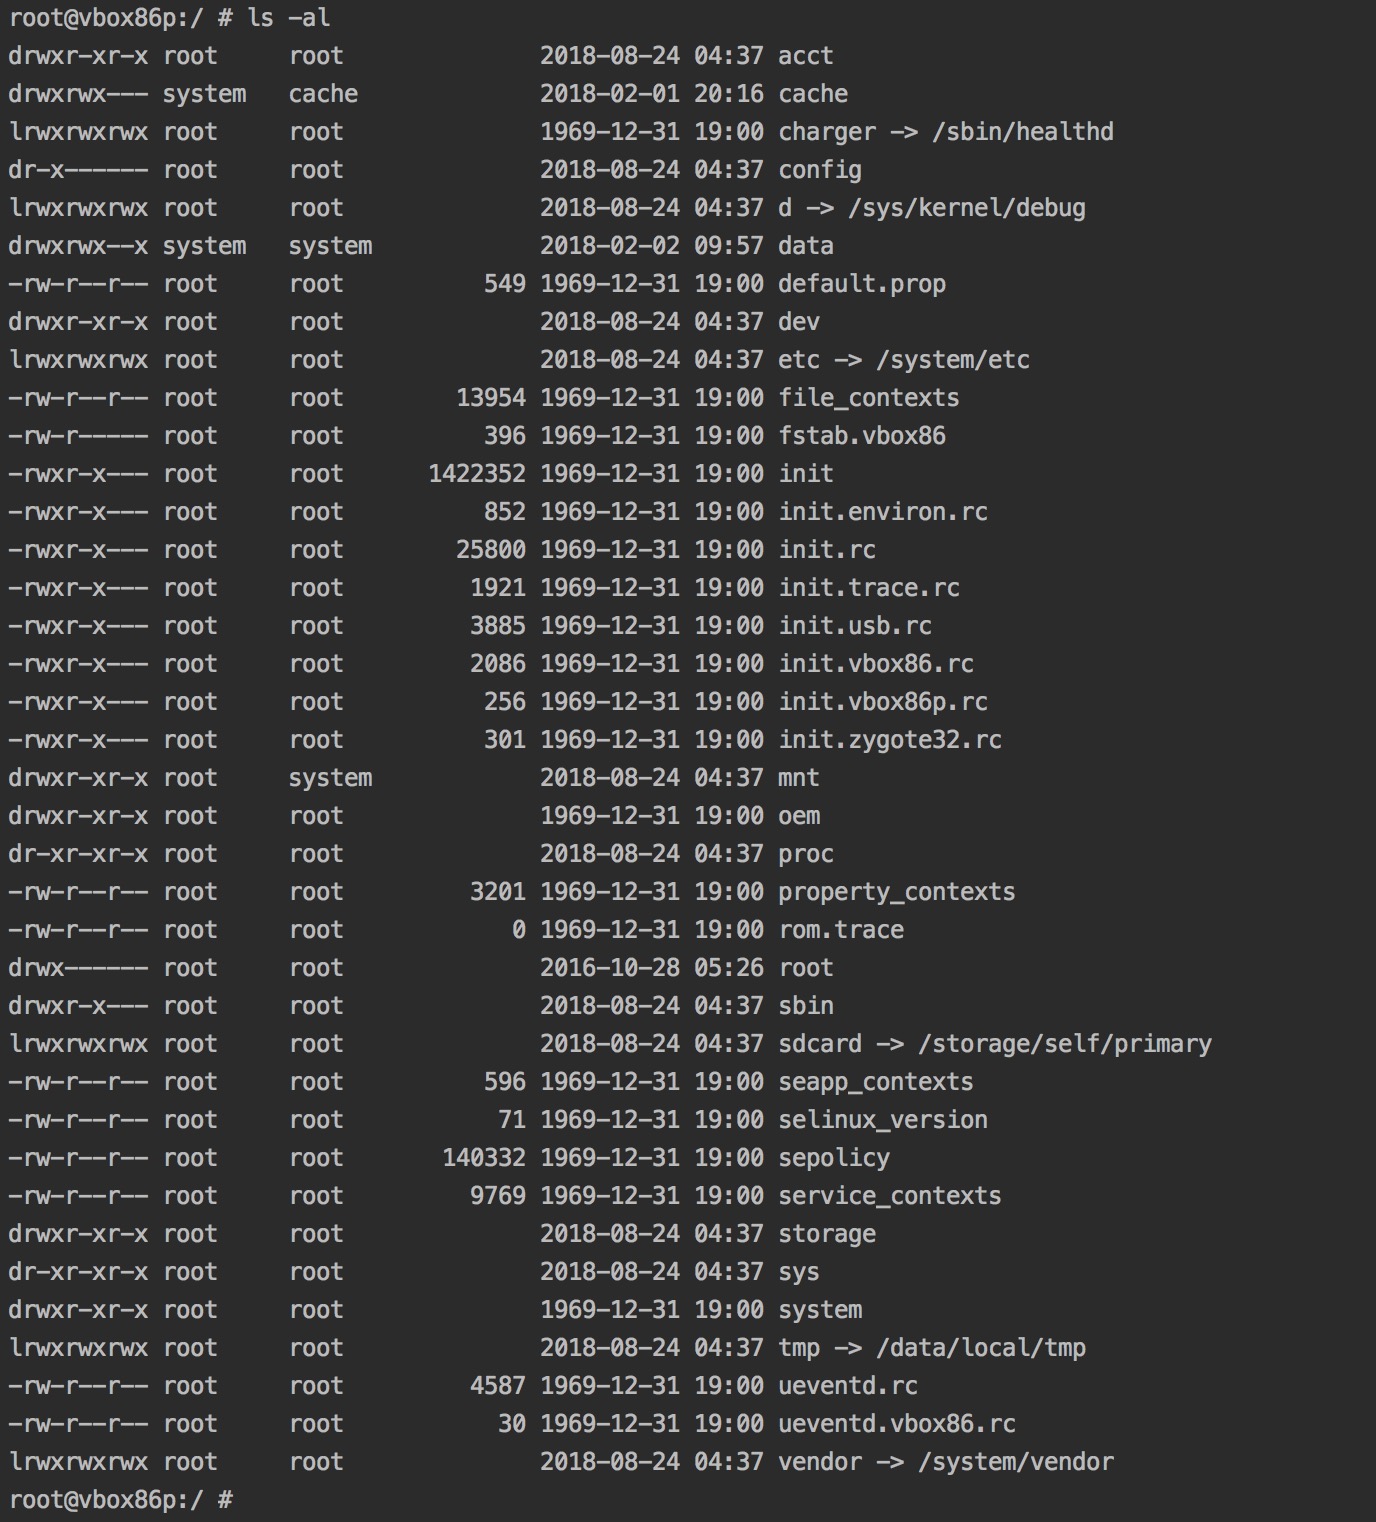 root@vbox86p:/ # ls -al
drwxr-xr-x root     root              2018-08-24 04:37 acct
drwxrwx--- system   cache             2018-02-01 20:16 cache
lrwxrwxrwx root     root              1969-12-31 19:00 charger -> /sbin/healthd
dr-x------ root     root              2018-08-24 04:37 config
lrwxrwxrwx root     root              2018-08-24 04:37 d -> /sys/kernel/debug
drwxrwx--x system   system            2018-02-02 09:57 data
-rw-r--r-- root     root          549 1969-12-31 19:00 default.prop
drwxr-xr-x root     root              2018-08-24 04:37 dev
lrwxrwxrwx root     root              2018-08-24 04:37 etc -> /system/etc
-rw-r--r-- root     root        13954 1969-12-31 19:00 file_contexts
-rw-r----- root     root          396 1969-12-31 19:00 fstab.vbox86
-rwxr-x--- root     root      1422352 1969-12-31 19:00 init
-rwxr-x--- root     root          852 1969-12-31 19:00 init.environ.rc
-rwxr-x--- root     root        25800 1969-12-31 19:00 init.rc
-rwxr-x--- root     root         1921 1969-12-31 19:00 init.trace.rc
-rwxr-x--- root     root         3885 1969-12-31 19:00 init.usb.rc
-rwxr-x--- root     root         2086 1969-12-31 19:00 init.vbox86.rc
-rwxr-x--- root     root          256 1969-12-31 19:00 init.vbox86p.rc
-rwxr-x--- root     root          301 1969-12-31 19:00 init.zygote32.rc
drwxr-xr-x root     system            2018-08-24 04:37 mnt
drwxr-xr-x root     root              1969-12-31 19:00 oem
dr-xr-xr-x root     root              2018-08-24 04:37 proc
-rw-r--r-- root     root         3201 1969-12-31 19:00 property_contexts
-rw-r--r-- root     root            0 1969-12-31 19:00 rom.trace
drwx------ root     root              2016-10-28 05:26 root
drwxr-x--- root     root              2018-08-24 04:37 sbin
lrwxrwxrwx root     root              2018-08-24 04:37 sdcard -> /storage/self/primary
-rw-r--r-- root     root          596 1969-12-31 19:00 seapp_contexts
-rw-r--r-- root     root           71 1969-12-31 19:00 selinux_version
-rw-r--r-- root     root       140332 1969-12-31 19:00 sepolicy
-rw-r--r-- root     root         9769 1969-12-31 19:00 service_contexts
drwxr-xr-x root     root              2018-08-24 04:37 storage
dr-xr-xr-x root     root              2018-08-24 04:37 sys
drwxr-xr-x root     root              1969-12-31 19:00 system
lrwxrwxrwx root     root              2018-08-24 04:37 tmp -> /data/local/tmp
-rw-r--r-- root     root         4587 1969-12-31 19:00 ueventd.rc
-rw-r--r-- root     root           30 1969-12-31 19:00 ueventd.vbox86.rc
lrwxrwxrwx root     root              2018-08-24 04:37 vendor -> /system/vendor
root@vbox86p:/ #